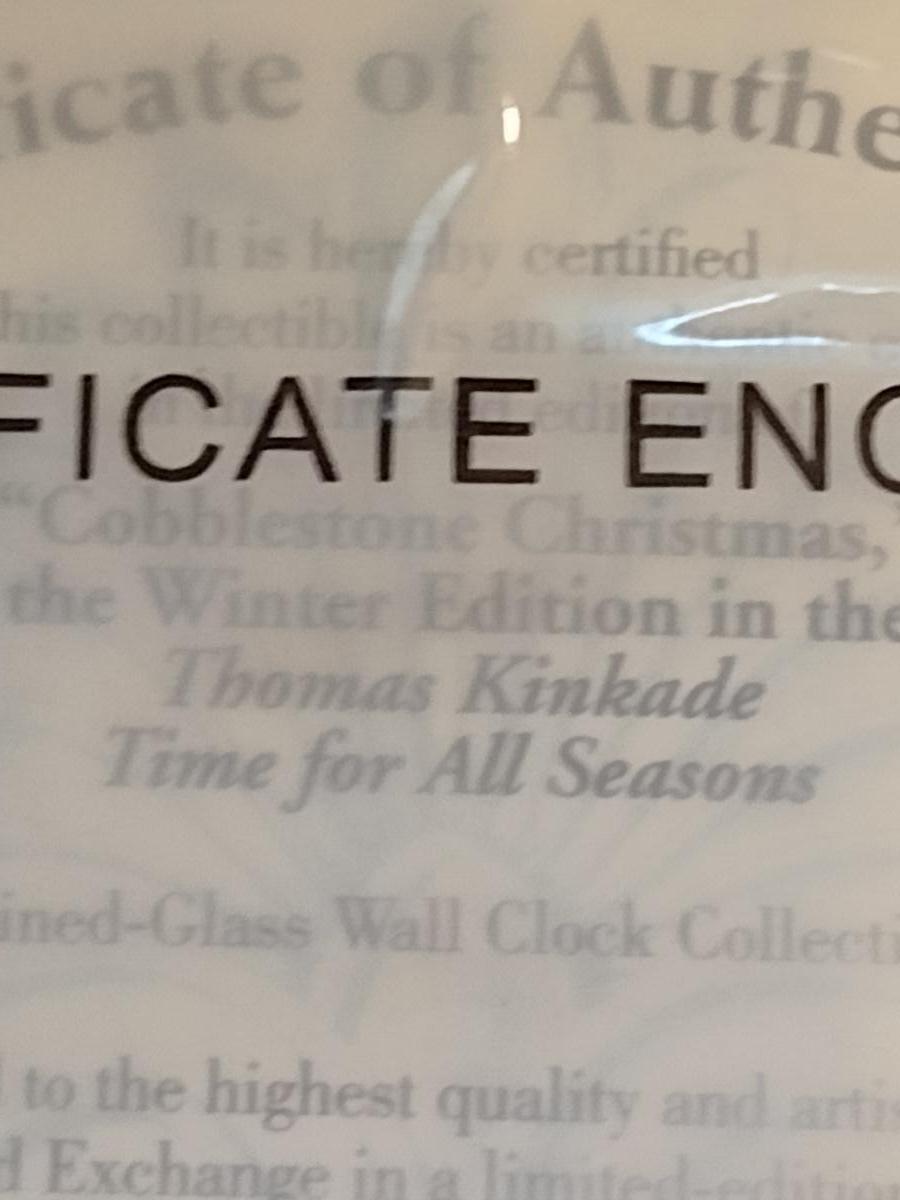 icate of Authe
It is hereby certified
his collectible is an authentic
FICATE ENC
"Cobblestone Christmas,"
the Winter Edition in the
Thomas Kinkade
Time for All Seasons
ined-Glass Wall Clock Collecti
to the highest quality and artis
d Exchange in a limited-edition